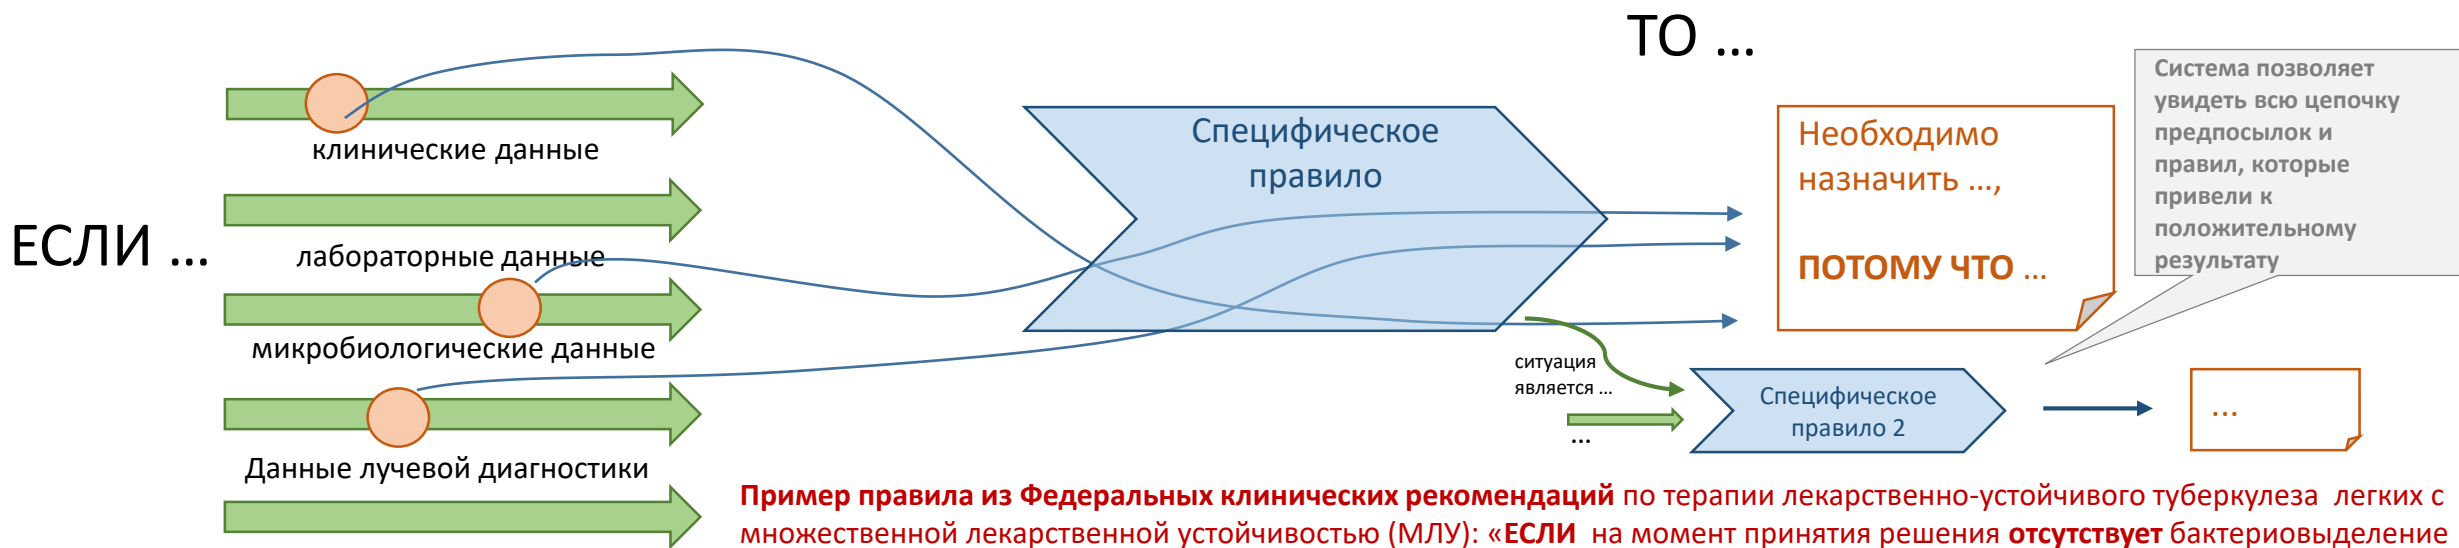 ТО ...
ЕСЛИ ...
клинические данные
лабораторные данные
микробиологические данные
Данные лучевой диагностики
Специфическое
правило
Необходимо
назначить ...,
ПОТОМУ ЧТО ...
Система позволяет
увидеть всю цепочку
предпосылок и
правил, которые
привели к
положительному
результату
ситуация
является ...
...
Специфическое
правило 2
...
Пример правила из Федеральных клинических рекомендаций по терапии лекарственно-устойчивого туберкулеза легких с
множественной лекарственной устойчивостью (МЛУ): «ЕСЛИ на момент принятия решения отсутствует бактериовыделение